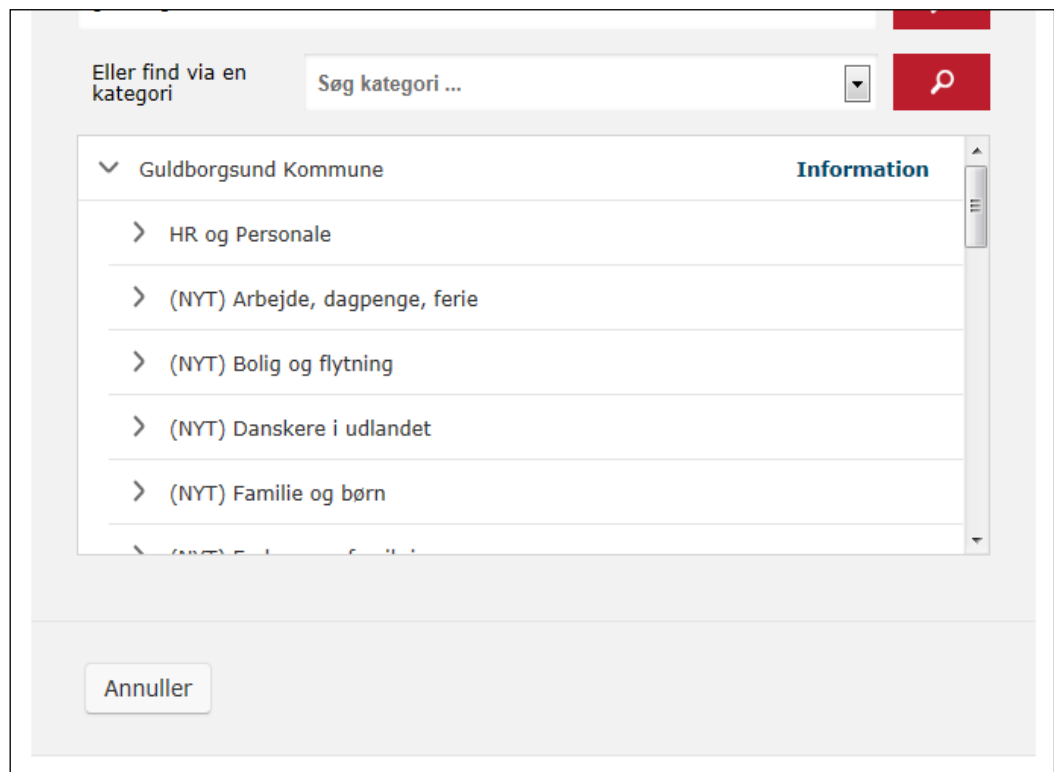 Eller find via en
kategori
Søg kategori ...
Guldborgsund Kommune
Information
HR og Personale
(NYT) Arbejde, dagpenge, ferie
(NYT) Bolig og flytning
(NYT) Danskere i udlandet
(NYT) Familie og børn
Annuller